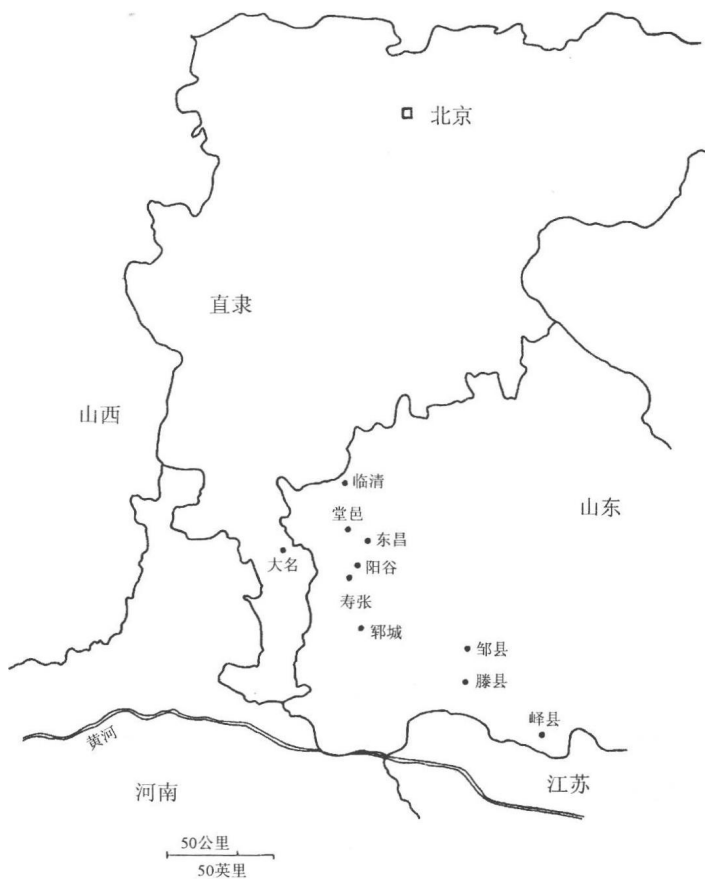 北京
直隶
山西
临清
山东
堂邑
东昌
大名
阳谷
寿张
郓城
邹县
滕县
峄县
黄河
江苏
河南
50公里
50英里